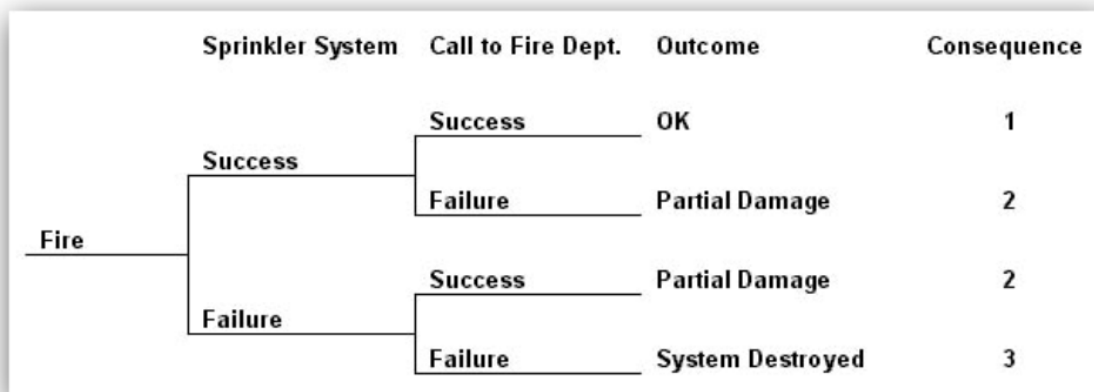 Sprinkler System Call to Fire Dept. Outcome Consequence
Success OK 1
Success
Failure Partial Damage 2
Fire
Success Partial Damage 2
Failure
Failure System Destroyed 3